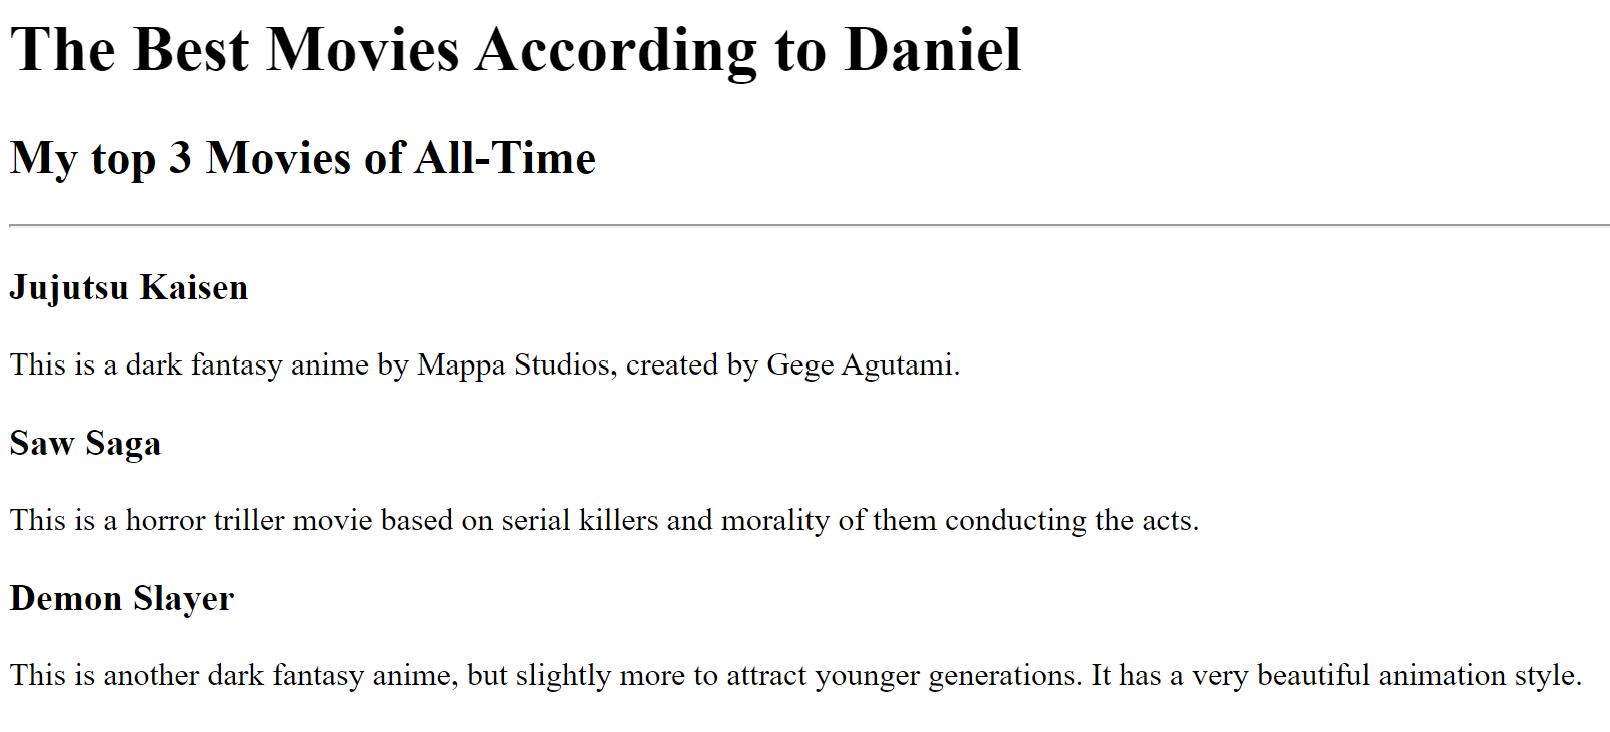 The Best Movies According to Daniel
My top 3 Movies of All-Time
Jujutsu Kaisen
This is a dark fantasy anime by Mappa Studios, created by Gege Agutami.
Saw Saga
This is a horror triller movie based on serial killers and morality of them conducting the acts.
Demon Slayer
This is another dark fantasy anime, but slightly more to attract younger generations. It has a very beautiful animation style.